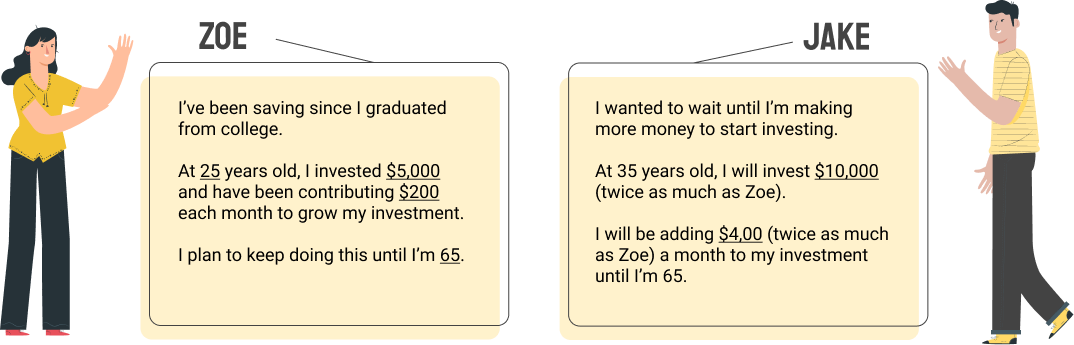 ZOE
I've been saving since I graduated
from college.
At 25 years old, I invested $5,000
and have been contributing $200
each month to grow my investment.
I plan to keep doing this until I'm 65.
JAKE
I wanted to wait until I'm making
more money to start investing.
At 35 years old, I will invest $10,000
(twice as much as Zoe).
I will be adding $4,00 (twice as much
as Zoe) a month to my investment
until I'm 65.